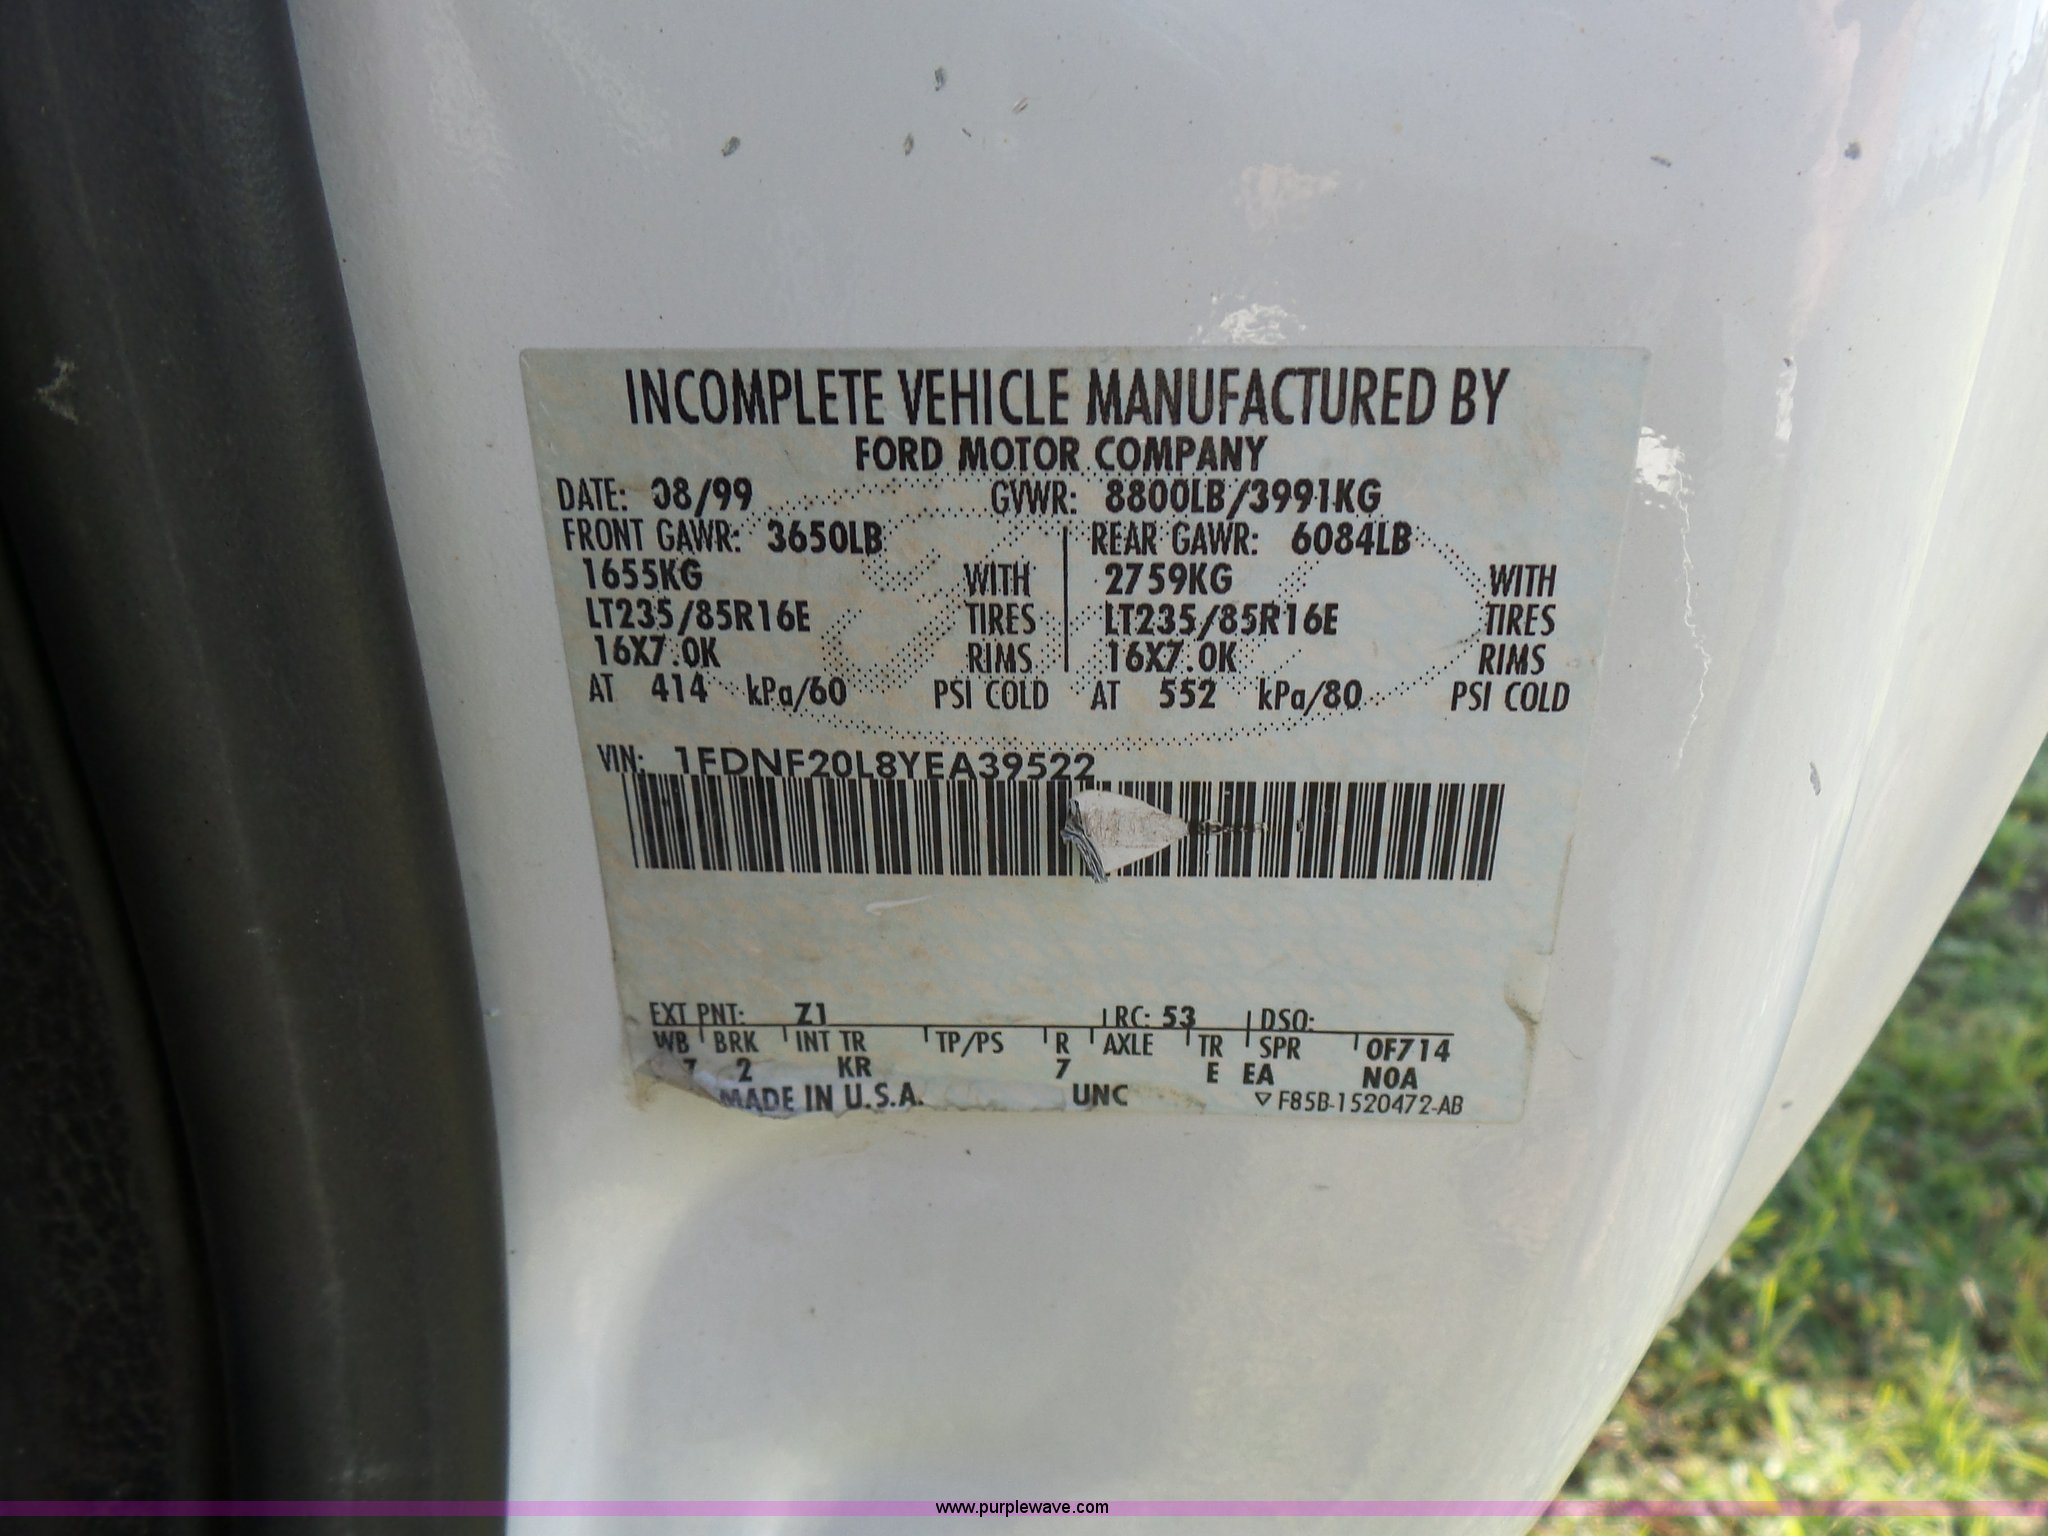 INCOMPLETE VEHICLE MANUFACTURED BY
FORD MOTOR COMPANY
DATE: 08/99 GVWR: 8800LB/3991KG
FRONT GAWR: 3650LB REAR GAWR: 6084LB
1655KG WITH 2759KG WITH
LT235/85R16E TIRES LT235/85R16E TIRES
16X7.0K RIMS 16X7.0K RIMS
AT 414 kPa/60 PSI COLD AT 552 kPa/80 PSI COLD
VIN: 1FDNF20L8YEA39522
EXT PNT: Z1 RC: 53 DSO:
WB BRK INT TR TP/PS R AXLE TR SPR 0F714
7 2 KR 7 E EA N0A
MADE IN U.S.A. UNC ▽ F85B-1520472-AB
www.purplewave.com